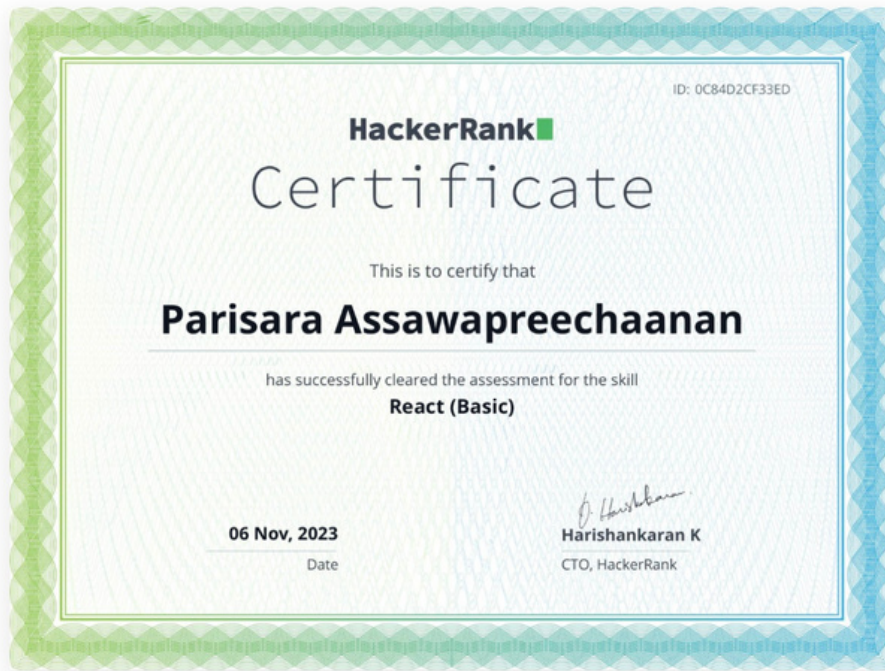 ID: 0C84D2CF33ED
HackerRank
Certificate
This is to certify that
Parisara Assawapreechaanan
has successfully cleared the assessment for the skill
React (Basic)
06 Nov, 2023
Date
Harishankaran K
CTO, HackerRank